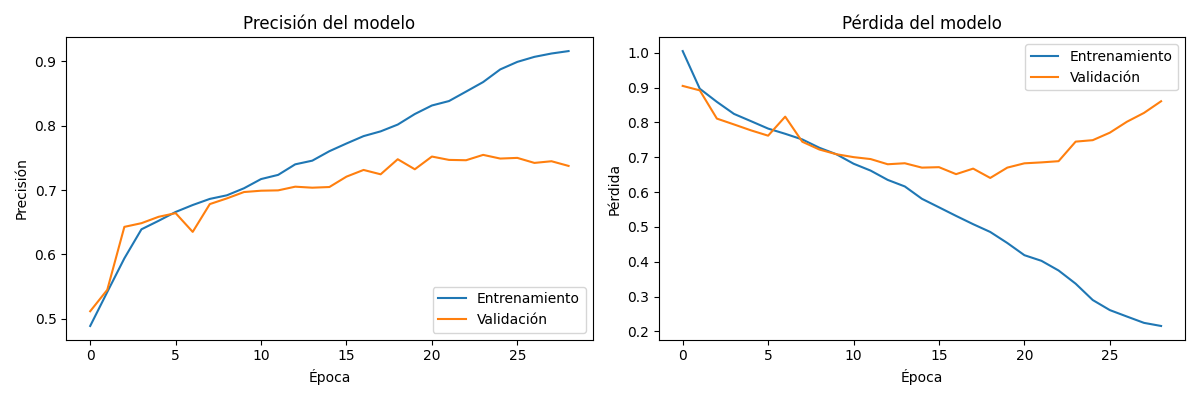 Precisión del modelo
Precisión
0.9
0.8
0.7
0.6
0.5
Entrenamiento
Validación
0 5 10 15 20 25
Época
Pérdida del modelo
Pérdida
1.0
0.9
0.8
0.7
0.6
0.5
0.4
0.3
0.2
Entrenamiento
Validación
0 5 10 15 20 25
Época